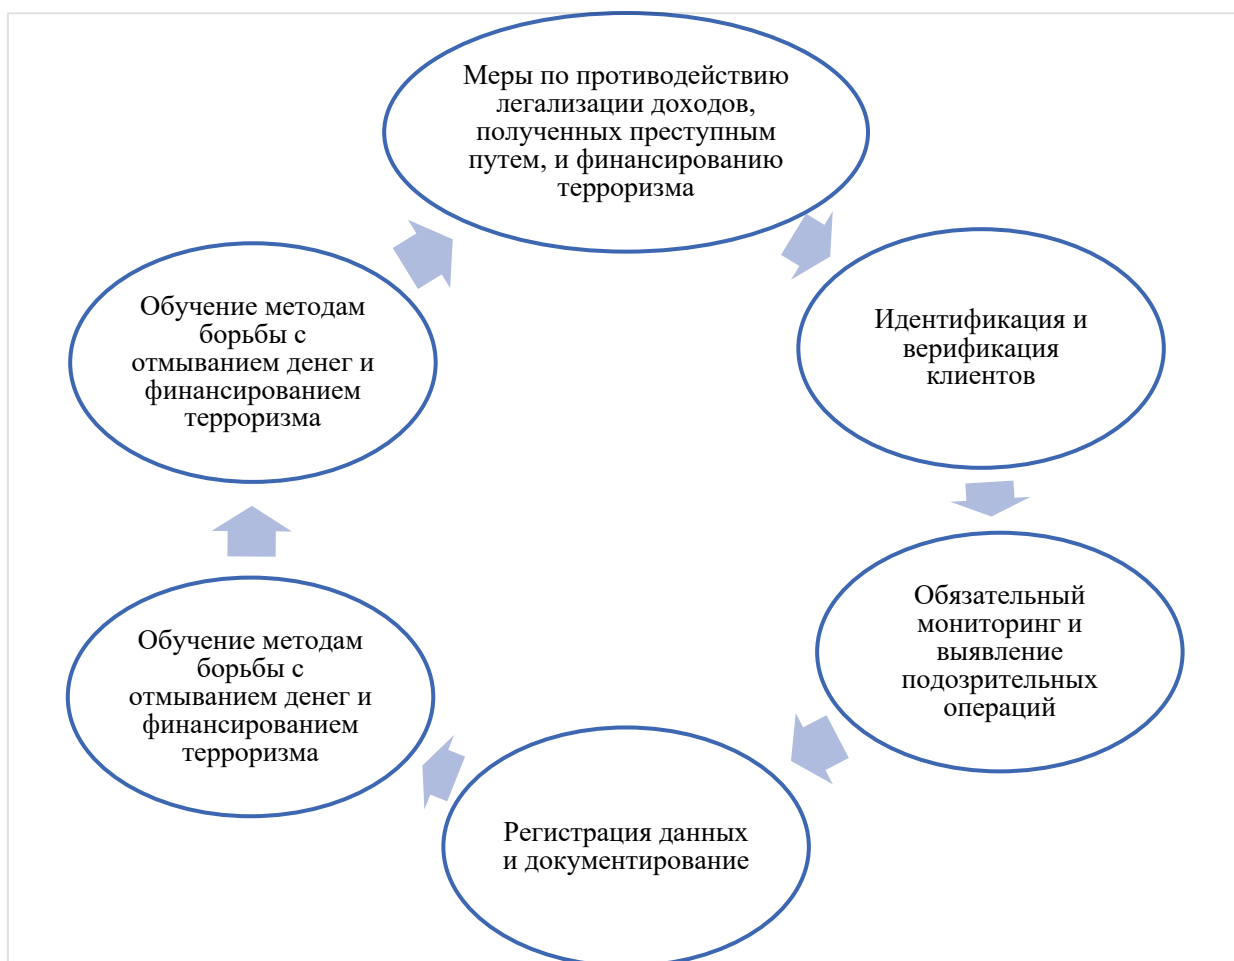 Меры по противодействию
легализации доходов,
полученных преступным
путем, и финансированию
терроризма
Идентификация и
верификация
клиентов
Обязательный
мониторинг и
выявление
подозрительных
операций
Регистрация данных
и документирование
Обучение методам
борьбы с
отмыванием денег и
финансированием
терроризма
Обучение методам
борьбы с
отмыванием денег и
финансированием
терроризма